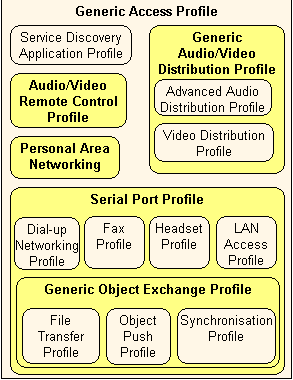 Generic Access Profile
Service Discovery
Application Profile
Generic
Audio/Video
Distribution Profile
Advanced Audio
Distribution Profile
Video Distribution
Profile
Audio/Video
Remote Control
Profile
Personal Area
Networking
Serial Port Profile
Dial-up
Networking
Profile
Fax
Profile
Headset
Profile
LAN
Access
Profile
Generic Object Exchange Profile
File
Transfer
Profile
Object
Push
Profile
Synchronisation
Profile